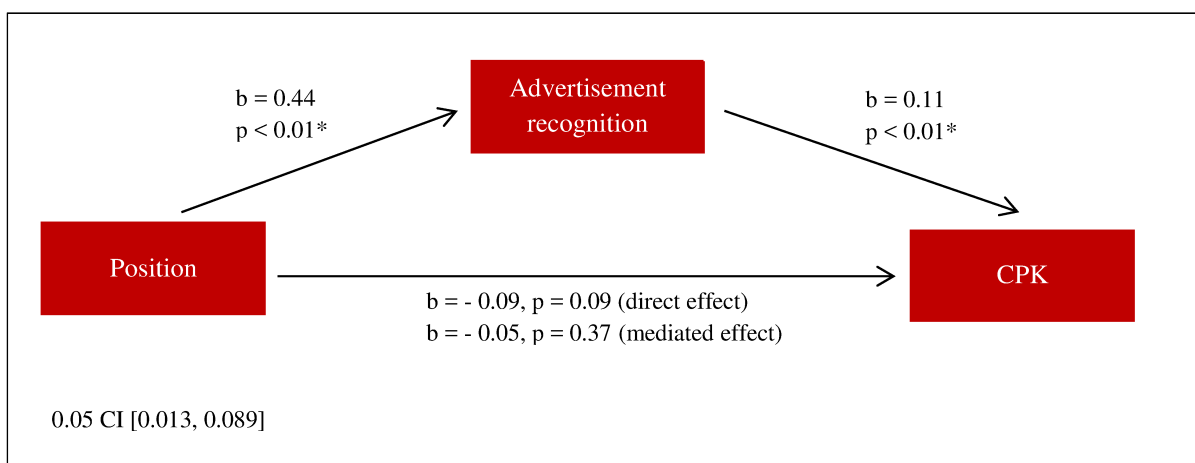 Advertisement
recognition
b = 0.44
p < 0.01*
b = 0.11
p < 0.01*
Position
CPK
b = - 0.09, p = 0.09 (direct effect)
b = - 0.05, p = 0.37 (mediated effect)
0.05 CI [0.013, 0.089]